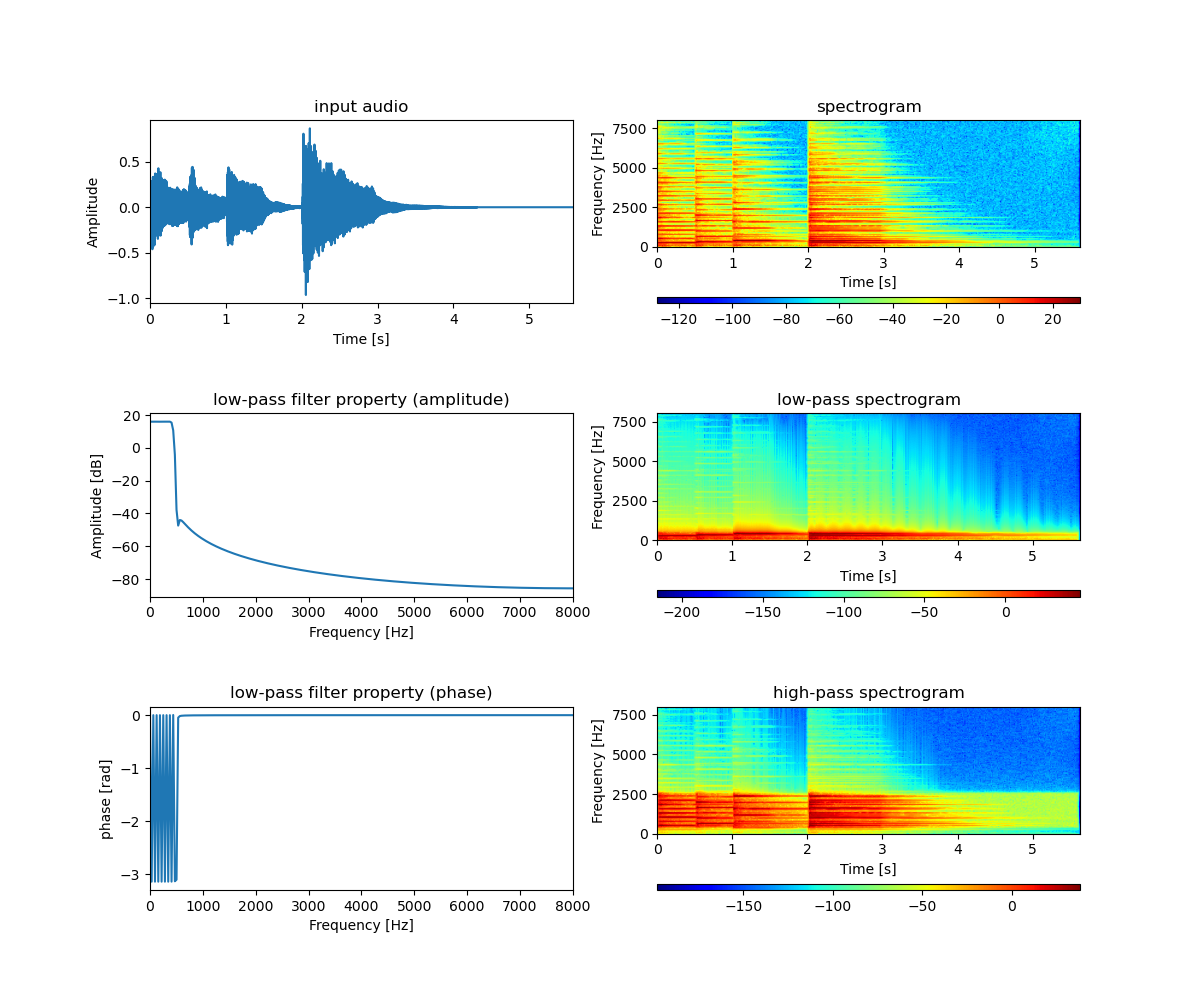 input audio
Amplitude
0.5
0.0
−0.5
−1.0
0 1 2 3 4 5
Time [s]
spectrogram
Frequency [Hz]
7500
5000
2500
0
0 1 2 3 4 5
Time [s]
−120 −100 −80 −60 −40 −20 0 20
low-pass filter property (amplitude)
Amplitude [dB]
20
0
−20
−40
−60
−80
0 1000 2000 3000 4000 5000 6000 7000 8000
Frequency [Hz]
low-pass spectrogram
Frequency [Hz]
7500
5000
2500
0
0 1 2 3 4 5
Time [s]
−200 −150 −100 −50 0
low-pass filter property (phase)
phase [rad]
0
−1
−2
−3
0 1000 2000 3000 4000 5000 6000 7000 8000
Frequency [Hz]
high-pass spectrogram
Frequency [Hz]
7500
5000
2500
0
0 1 2 3 4 5
Time [s]
−150 −100 −50 0